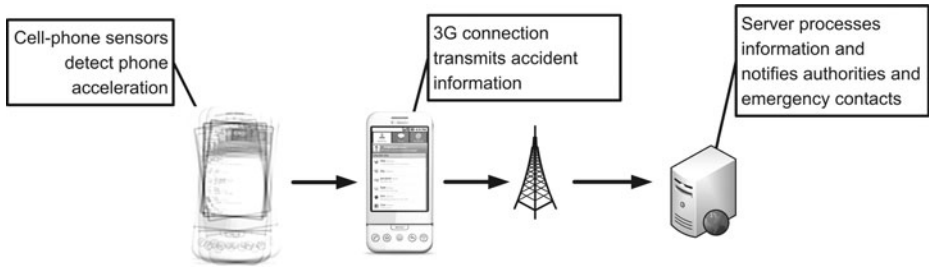 Cell-phone sensors
detect phone
acceleration
3G connection
transmits accident
information
Server processes
information and
notifies authorities and
emergency contacts